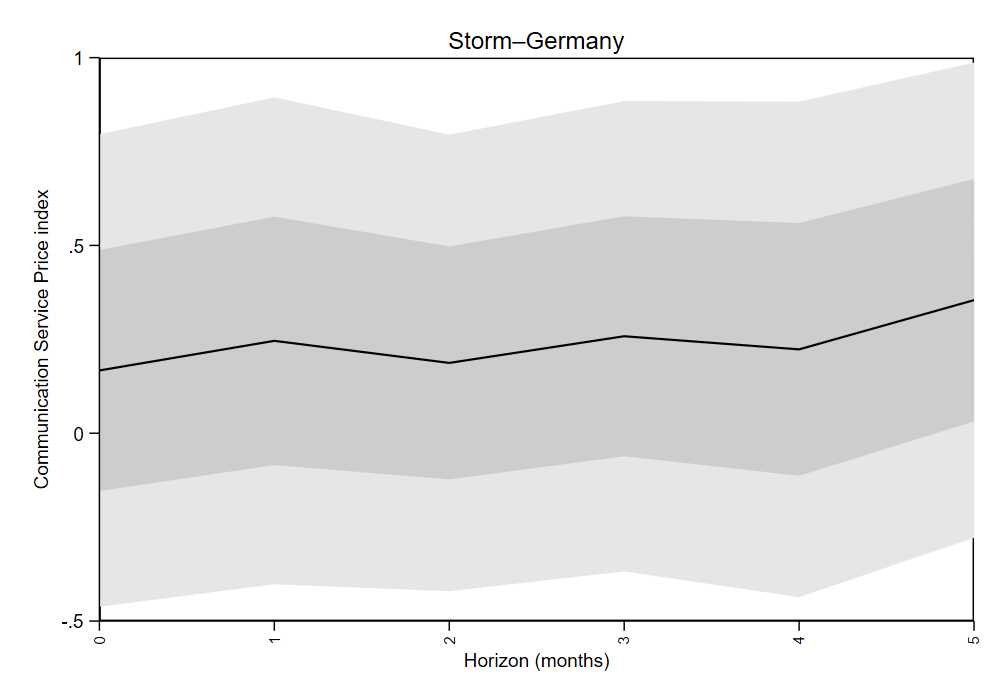 Storm–Germany
Communication Service Price index
1
.5
0
-.5
0 1 2 3 4 5
Horizon (months)